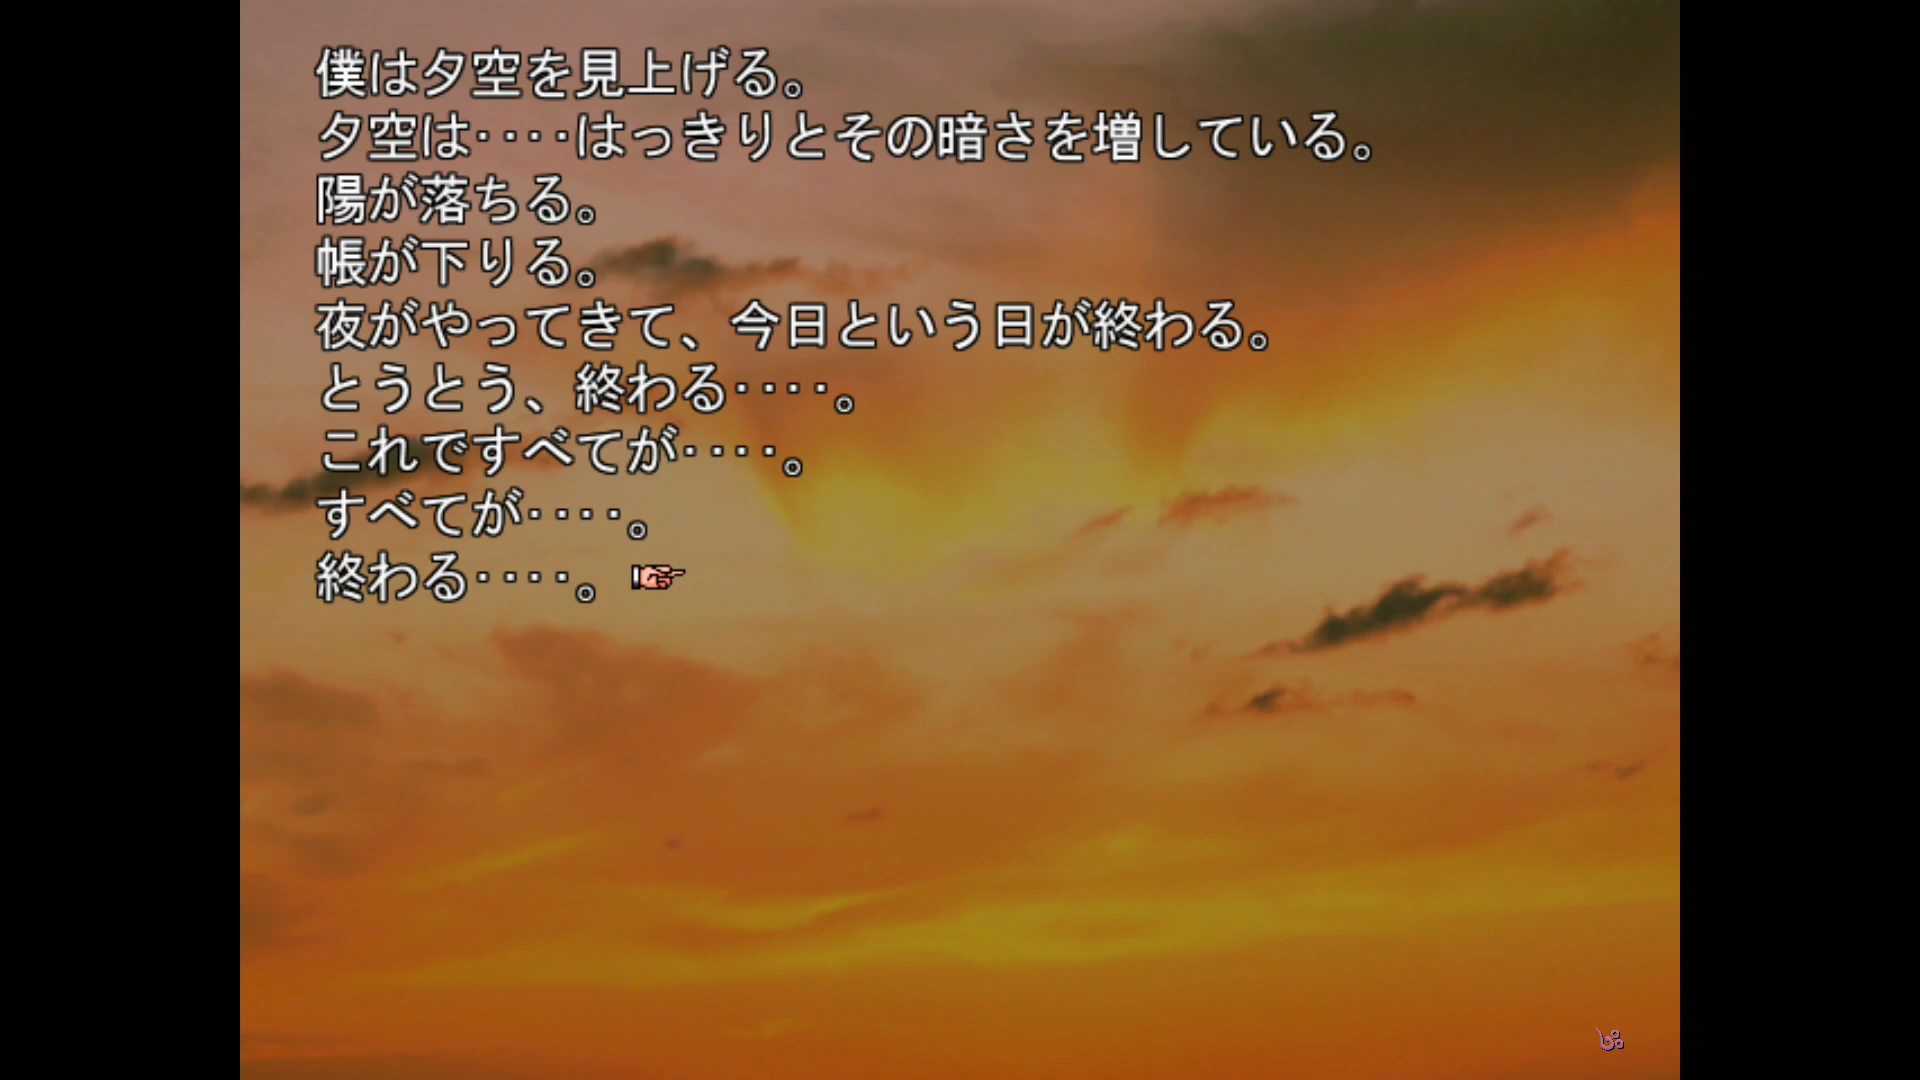 僕は夕空を見上げる。
夕空は‥‥はっきりとその暗さを増している。
陽が落ちる。
帳が下りる。
夜がやってきて、今日という日が終わる。
とうとう、終わる‥‥。
これですべてが‥‥。
すべてが‥‥。
終わる‥‥。